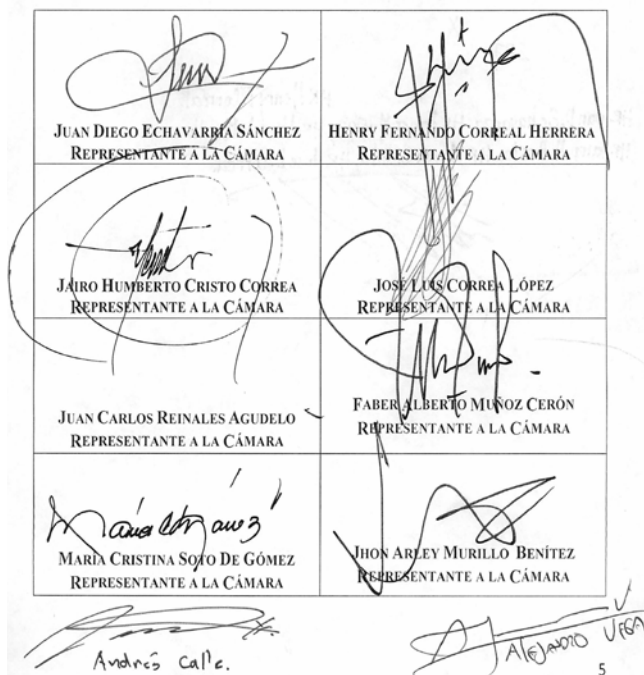 JUAN DIEGO ECHAVARRÍA SÁNCHEZ
REPRESENTANTE A LA CÁMARA
HENRY FERNANDO CORREAL HERRERA
REPRESENTANTE A LA CÁMARA
JAIRO HUMBERTO CRISTO CORREA
REPRESENTANTE A LA CÁMARA
JOSÉ LUIS CORREA LÓPEZ
REPRESENTANTE A LA CÁMARA
JUAN CARLOS REINALES AGUDELO
REPRESENTANTE A LA CÁMARA
FABER ALBERTO MUÑOZ CERÓN
REPRESENTANTE A LA CÁMARA
MARÍA CRISTINA SOTO DE GÓMEZ
REPRESENTANTE A LA CÁMARA
JHON ARLEY MURILLO BENÍTEZ
REPRESENTANTE A LA CÁMARA
Andrés Calle.
ALEJANDRO VEGA
5